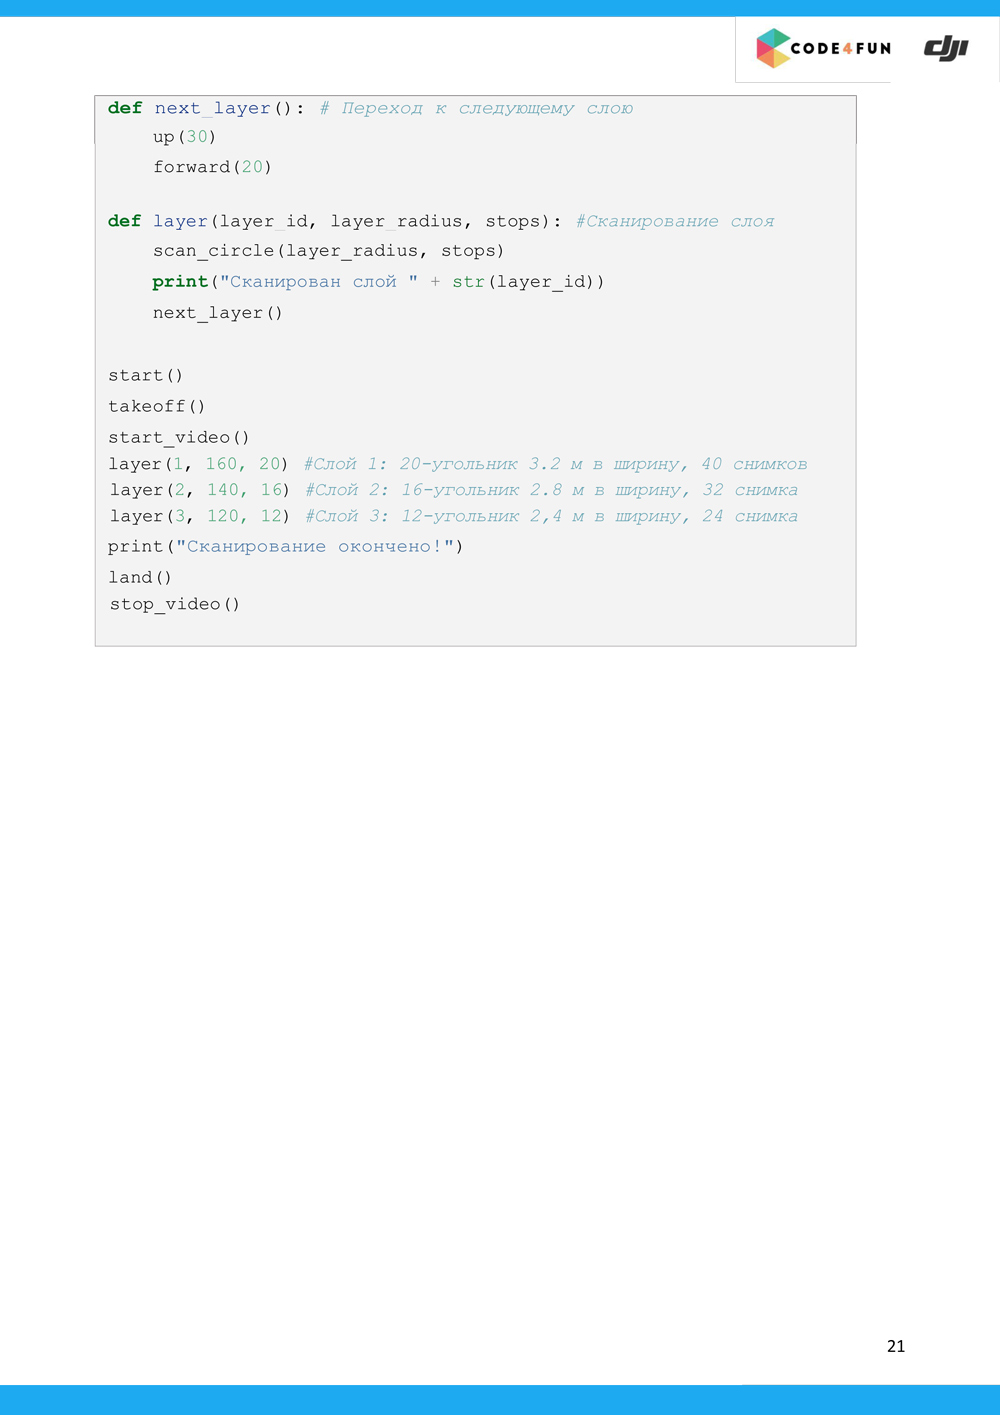 CODE4FUN dji
def next_layer(): # Переход к следующему слою
    up(30)
    forward(20)
def layer(layer_id, layer_radius, stops): #Сканирование слоя
    scan_circle(layer_radius, stops)
    print("Сканирован слой " + str(layer_id))
    next_layer()
start()
takeoff()
start_video()
layer(1, 160, 20) #Слой 1: 20-угольник 3.2 м в ширину, 40 снимков
layer(2, 140, 16) #Слой 2: 16-угольник 2.8 м в ширину, 32 снимка
layer(3, 120, 12) #Слой 3: 12-угольник 2,4 м в ширину, 24 снимка
print("Сканирование окончено!")
land()
stop_video()
21